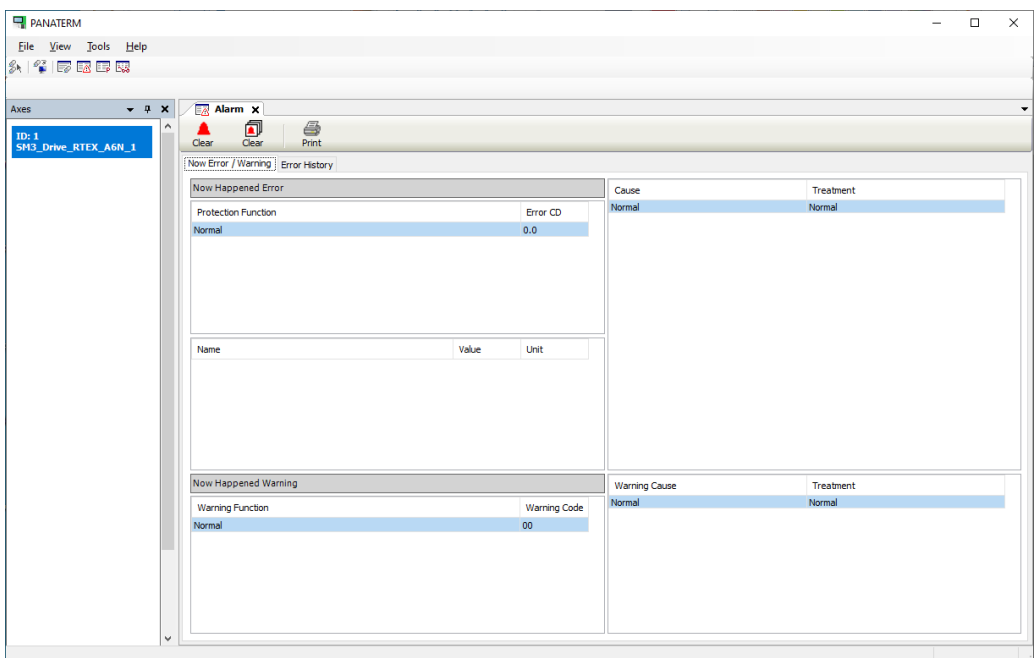 PANATERM
File View Tools Help
Axes
ID: 1
SM3_Drive_RTEX_A6N_1
Alarm
Clear Clear Print
Now Error / Warning Error History
Now Happened Error
Protection Function Error CD
Normal 0.0
Name Value Unit
Cause Treatment
Normal Normal
Now Happened Warning
Warning Function Warning Code
Normal 00
Warning Cause Treatment
Normal Normal